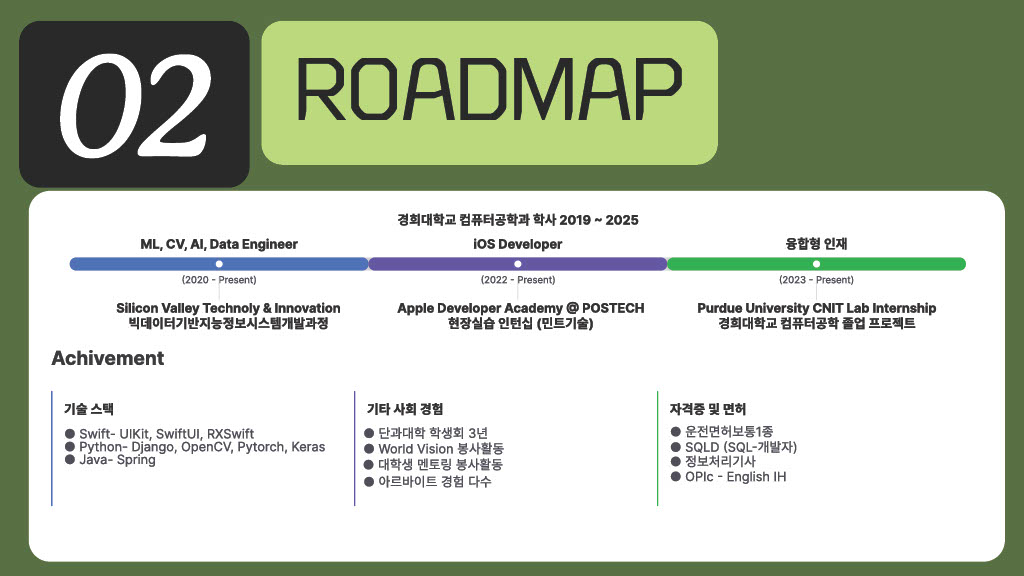 02
ROADMAP
경희대학교 컴퓨터공학과 학사 2019 ~ 2025
ML, CV, AI, Data Engineer
iOS Developer
융합형 인재
(2020 - Present)
(2022 - Present)
(2023 - Present)
Silicon Valley Technoly & Innovation
빅데이터기반지능정보시스템개발과정
Apple Developer Academy @ POSTECH
현장실습 인턴십 (민트기술)
Purdue University CNIT Lab Internship
경희대학교 컴퓨터공학 졸업 프로젝트
Achivement
기술 스택
● Swift- UIKit, SwiftUI, RXSwift
● Python- Django, OpenCV, Pytorch, Keras
● Java- Spring
기타 사회 경험
● 단과대학 학생회 3년
● World Vision 봉사활동
● 대학생 멘토링 봉사활동
● 아르바이트 경험 다수
자격증 및 면허
● 운전면허보통1종
● SQLD (SQL-개발자)
● 정보처리기사
● OPIc - English IH